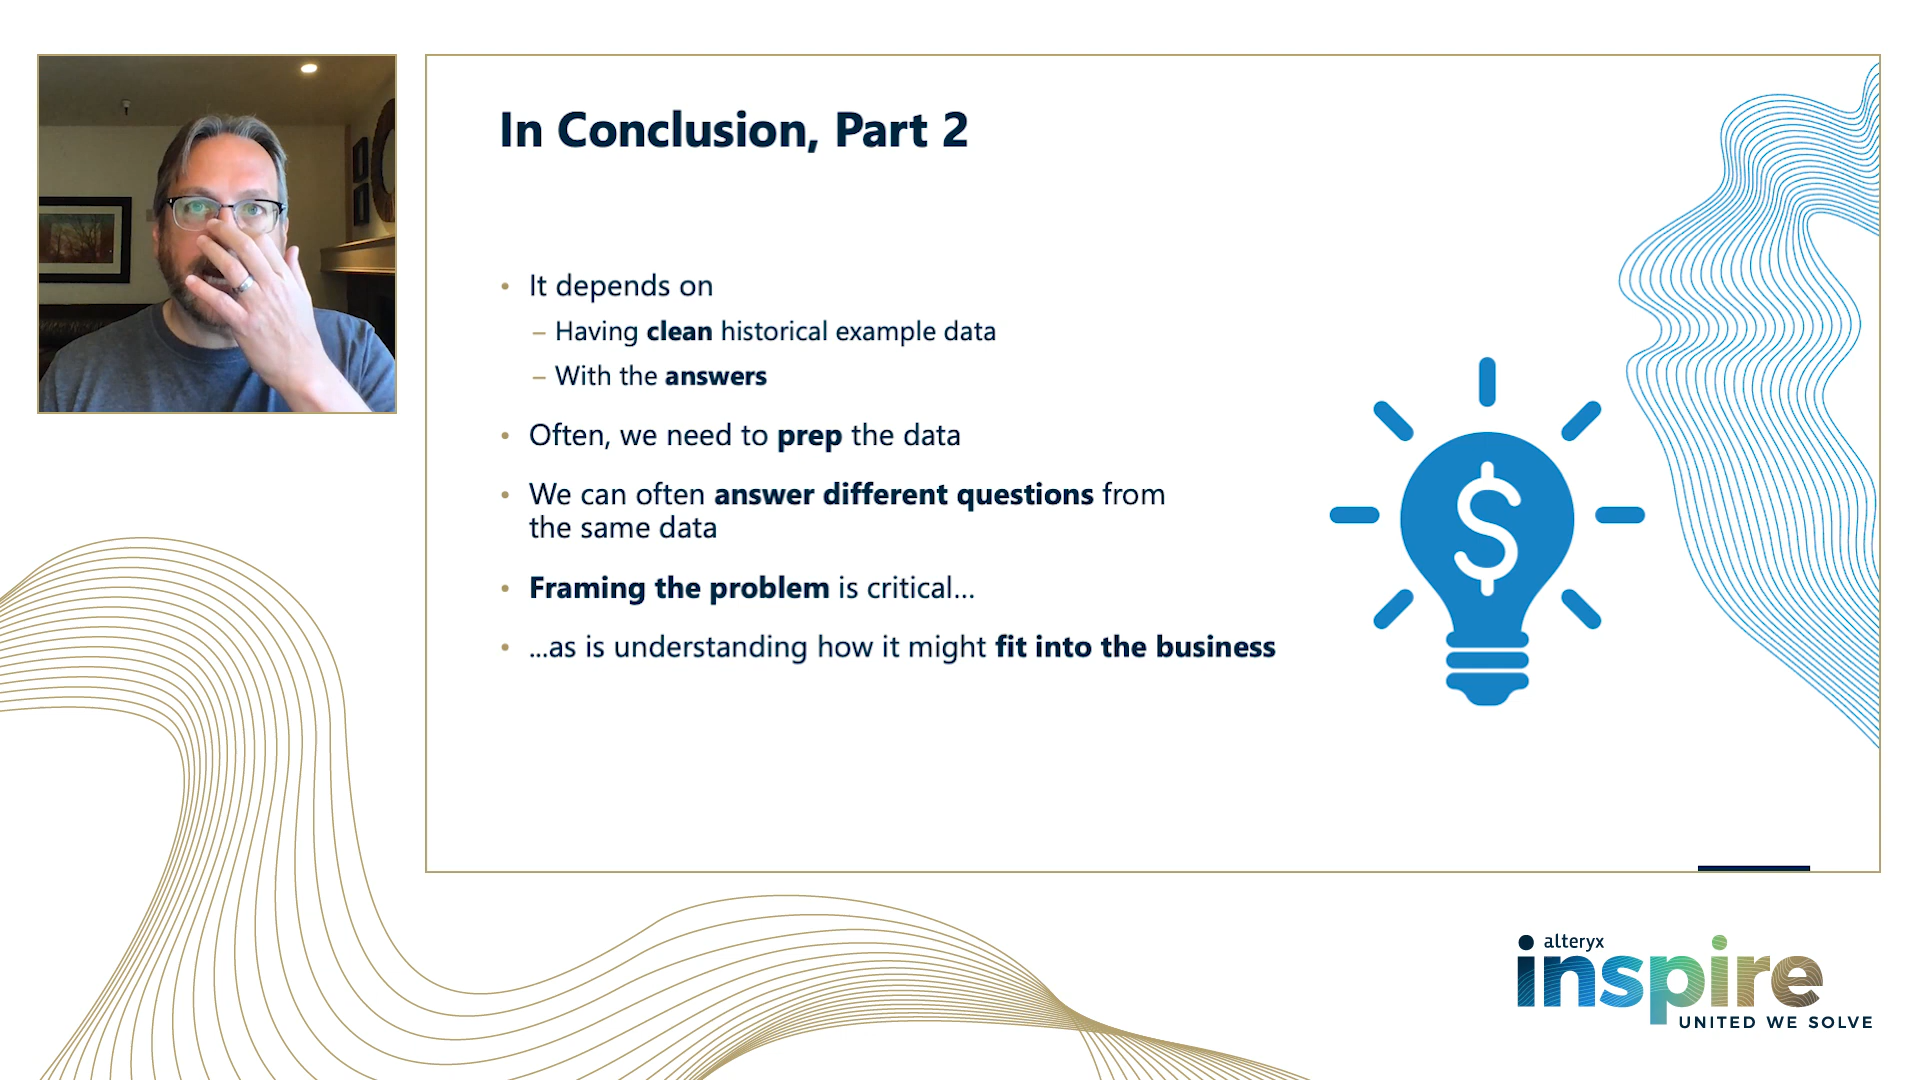 In Conclusion, Part 2
• It depends on
– Having clean historical example data
– With the answers
• Often, we need to prep the data
• We can often answer different questions from
the same data
• Framing the problem is critical...
• ...as is understanding how it might fit into the business
$
alteryx
inspire
UNITED WE SOLVE